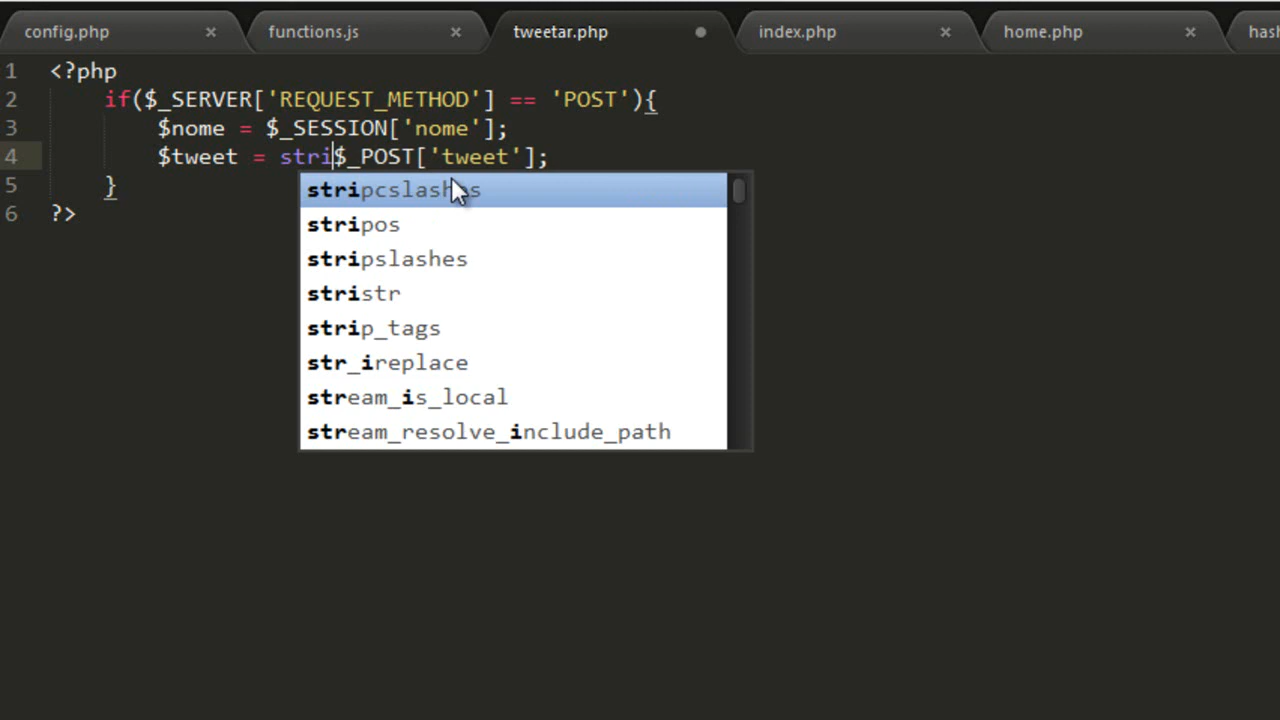 config.php × functions.js × tweetar.php index.php × home.php ×
1 <?php
2 if($_SERVER['REQUEST_METHOD'] == 'POST'){
3 $nome = $_SESSION['nome'];
4 $tweet = stri$_POST['tweet'];
5 }
6 ?>
stripcslashes
stripos
stripslashes
stristr
strip_tags
str_ireplace
stream_is_local
stream_resolve_include_path